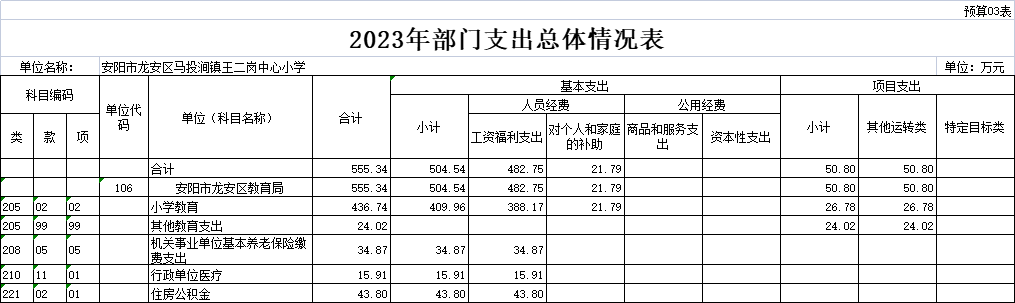 预算03表
2023年部门支出总体情况表
单位名称： 安阳市龙安区马投涧镇王二岗中心小学 单位：万元
科目编码 单位代码 单位（科目名称） 合计 基本支出 项目支出
人员经费 公用经费
类 款 项 小计 工资福利支出 对个人和家庭的补助 商品和服务支出 资本性支出 小计 其他运转类 特定目标类
合计 555.34 504.54 482.75 21.79 50.80 50.80
106 安阳市龙安区教育局 555.34 504.54 482.75 21.79 50.80 50.80
205 02 02 小学教育 436.74 409.96 388.17 21.79 26.78 26.78
205 99 99 其他教育支出 24.02 24.02 24.02
208 05 05 机关事业单位基本养老保险缴费支出 34.87 34.87 34.87
210 11 01 行政单位医疗 15.91 15.91 15.91
221 02 01 住房公积金 43.80 43.80 43.80